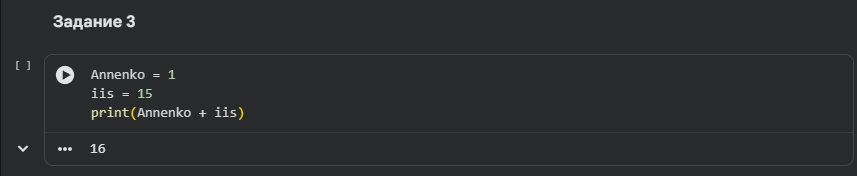 Задание 3
[ ]
Annenko = 1
iis = 15
print(Annenko + iis)
16